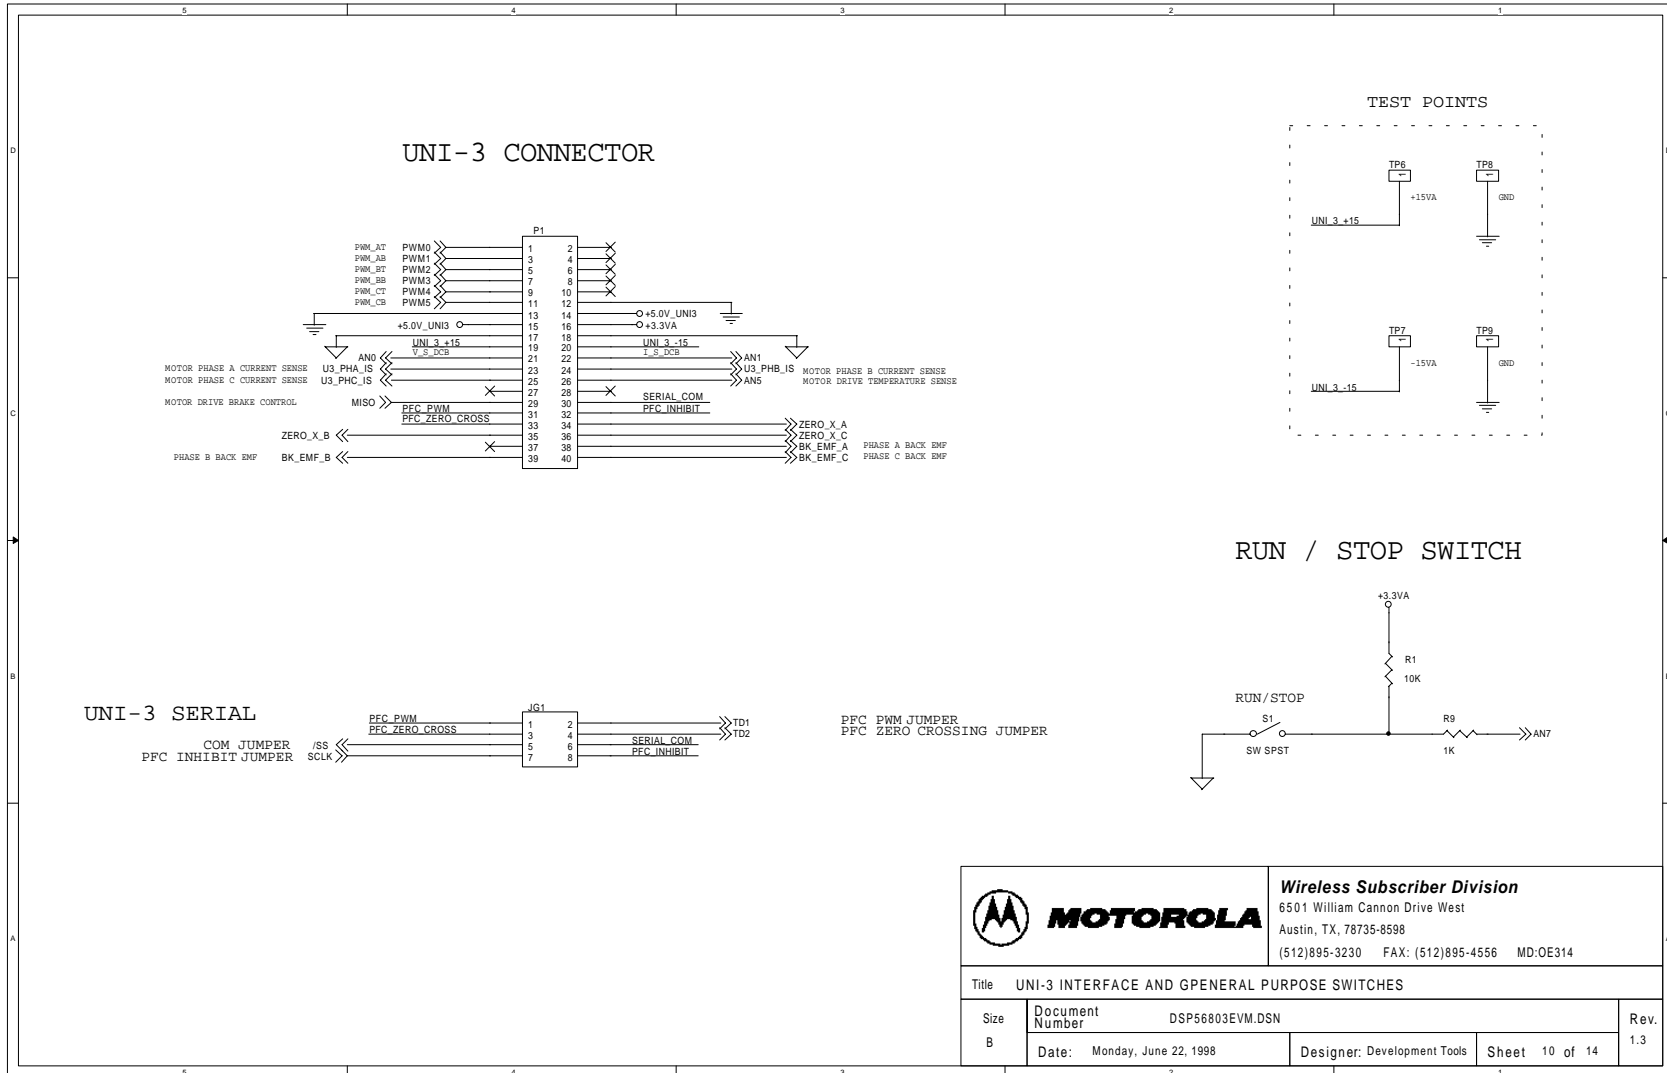 5 4 3 2 1
D
C
B
A
TEST POINTS
TP6
+15VA
UNI_3_+15
TP8
GND
TP7
-15VA
UNI_3_-15
TP9
GND
UNI-3 CONNECTOR
P1
PWM_AT PWM0 1 2
PWM_AB PWM1 3 4
PWM_BT PWM2 5 6
PWM_BB PWM3 7 8
PWM_CT PWM4 9 10
PWM_CB PWM5 11 12
13 14 +5.0V_UNI3
+5.0V_UNI3 15 16 +3.3VA
17 18
UNI_3_+15 19 20 UNI_3_-15
AN0 V_S_DCB 21 22 I_S_DCB AN1
MOTOR PHASE A CURRENT SENSE U3_PHA_IS 23 24 U3_PHB_IS MOTOR PHASE B CURRENT SENSE
MOTOR PHASE C CURRENT SENSE U3_PHC_IS 25 26 AN5 MOTOR DRIVE TEMPERATURE SENSE
27 28
MOTOR DRIVE BRAKE CONTROL MISO 29 30 SERIAL_COM
PFC_PWM 31 32 PFC_INHIBIT
PFC_ZERO_CROSS 33 34 ZERO_X_A
ZERO_X_B 35 36 ZERO_X_C
37 38 BK_EMF_A PHASE A BACK EMF
PHASE B BACK EMF BK_EMF_B 39 40 BK_EMF_C PHASE C BACK EMF
RUN / STOP SWITCH
+3.3VA
R1
10K
RUN/STOP
S1
SW SPST
R9
1K
AN7
UNI-3 SERIAL
JG1
PFC_PWM 1 2 TD1 PFC PWM JUMPER
PFC_ZERO_CROSS 3 4 TD2 PFC ZERO CROSSING JUMPER
COM JUMPER /SS 5 6 SERIAL_COM
PFC INHIBIT JUMPER SCLK 7 8 PFC_INHIBIT
MOTOROLA
Wireless Subscriber Division
6501 William Cannon Drive West
Austin, TX, 78735-8598
(512)895-3230 FAX: (512)895-4556 MD:OE314
Title UNI-3 INTERFACE AND GPENERAL PURPOSE SWITCHES
Size B
Document Number DSP56803EVM.DSN
Rev. 1.3
Date: Monday, June 22, 1998
Designer: Development Tools
Sheet 10 of 14
5 4 3 2 1